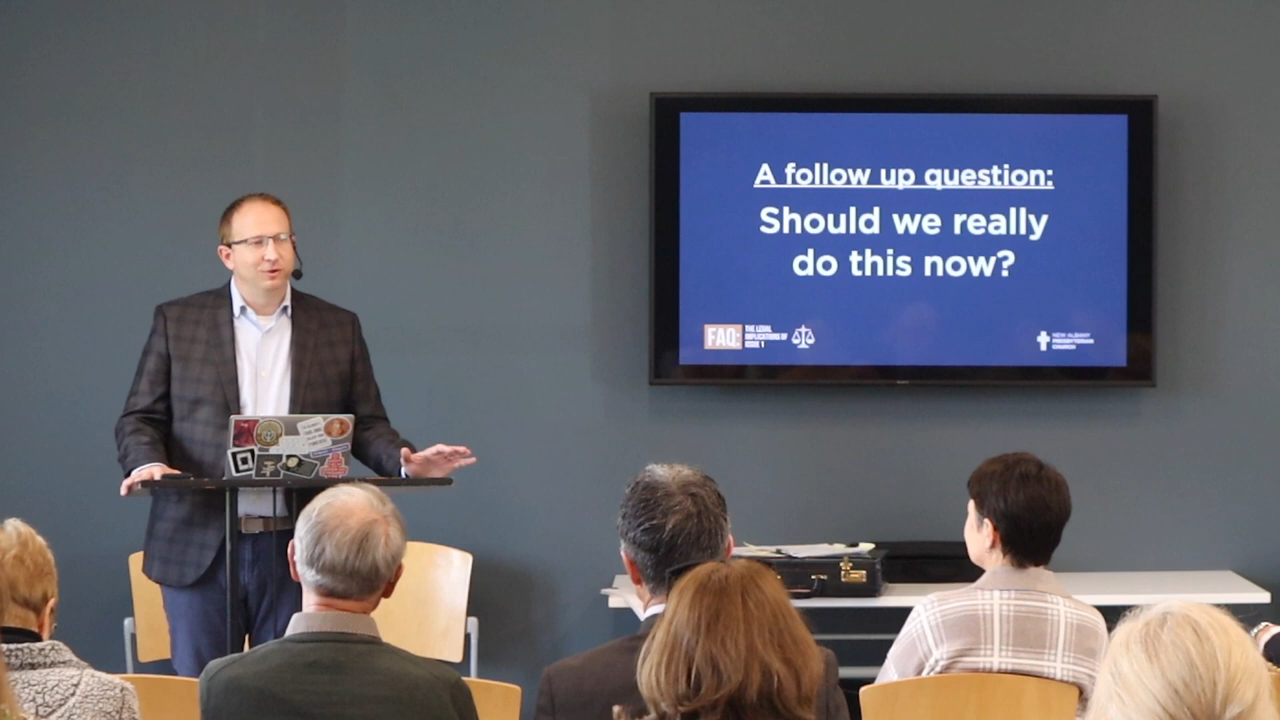 A follow up question:
Should we really
do this now?
FAQ:
THE LEGAL
IMPLICATIONS OF
ISSUE 1
NEW ALBANY
PRESBYTERIAN
CHURCH